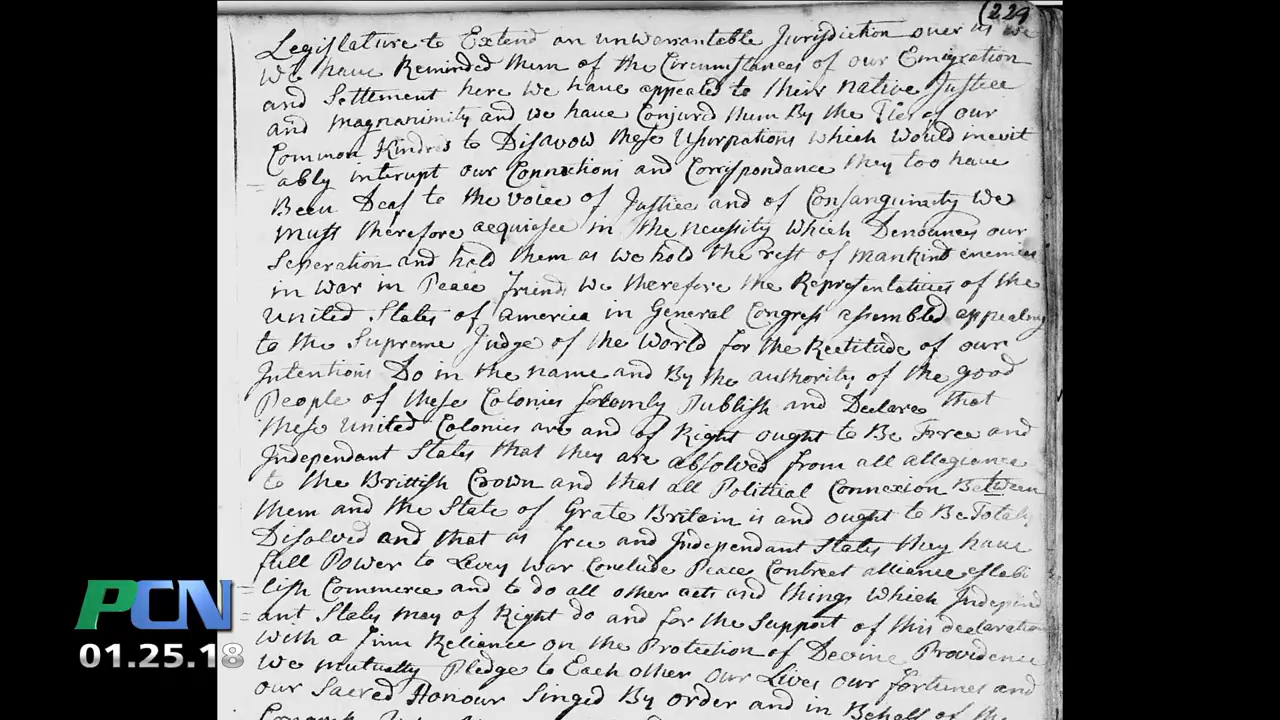 (229
Legislature to Extend an unwarrantable Jurisdiction over us we
We have Reminded them of the Circumstances of our Emigration
and Settlement here We have appealed to their native Justice
and magnanimity and we have Conjured them By the Ties of our
Common Kindred to Disavow these Usurpations which would inevit
ably interupt our Connections and Correspondance they too have
Been Deaf to the voice of Justice and of Consanguinity We
must therefore acquiesce in the necessity Which Denounces our
Seperation and hold them as we hold the rest of mankind enemies
in War in Peace friends We therefore the Representatives of the
united States of america in General Congress assembled appealing
to the Supreme Judge of the World for the Rectitude of our
Intentions Do in the name and By the authority of the good
People of these Colonies Solemnly Publish and Declare that
these united Colonies are and of Right ought to Be Free and
Independant States that they are absolved from all allegiance
to the Brittish Crown and that all Political Connexion Between
them and the State of Grate Britain is and ought to Be Totaly
Disolved and that as Free and Independant States they have
full Power to Levey War Conclude Peace Contrect alliance establ
lish Commerce and to do all other acts and things Which Independ
ant States may of Right do and for the Support of this declaration
With a firm Reliance on the Protection of Devine Providence
We mutually Pledge to Each other our Lives our fortunes and
our Sacred Honour Singed By order and in Behalf of the
PCN
01.25.18